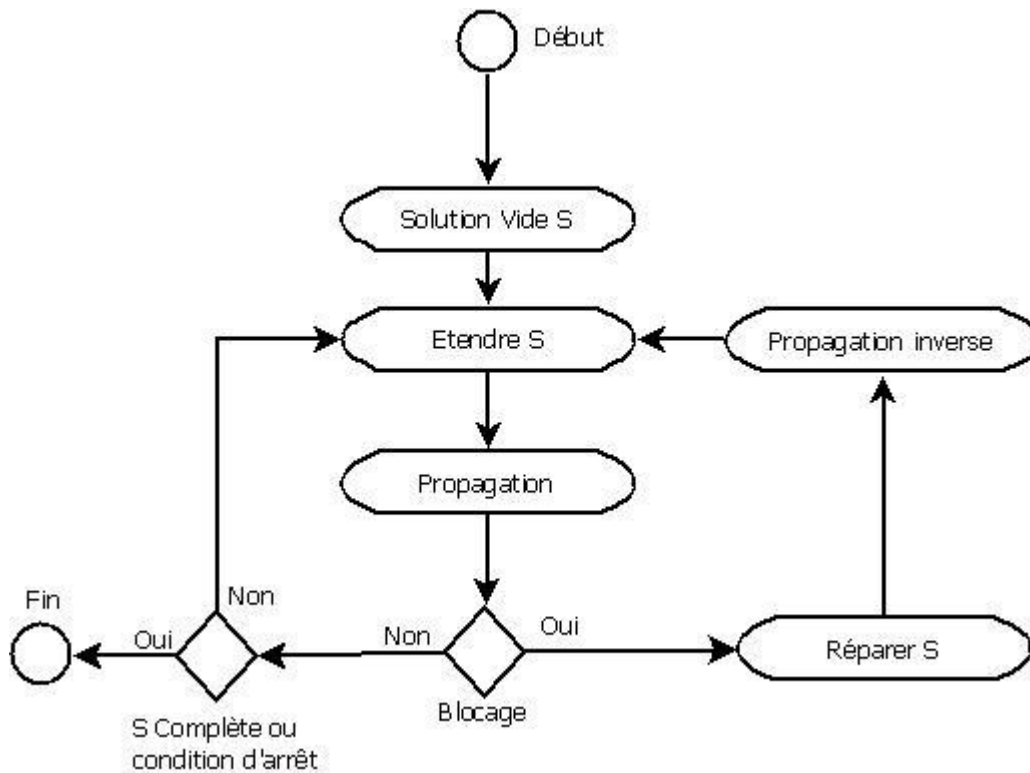 Début
Solution Vide S
Etendre S
Propagation inverse
Propagation
Fin
Non
Oui
Non
Oui
Réparer S
Blocage
S Complète ou
condition d'arrêt